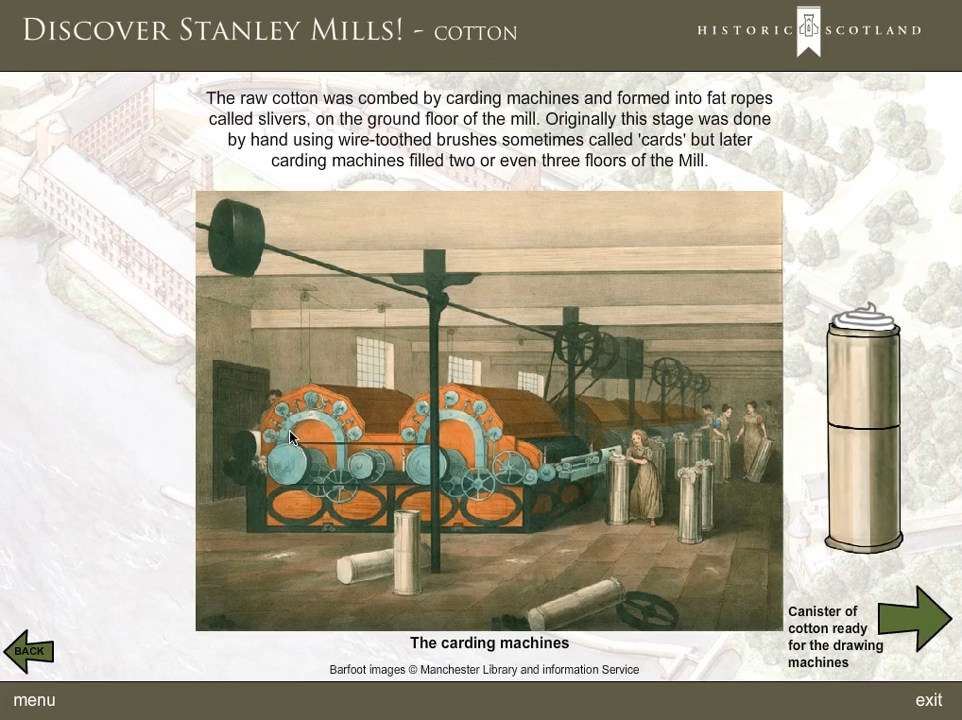 DISCOVER STANLEY MILLS! - COTTON
HISTORIC SCOTLAND
The raw cotton was combed by carding machines and formed into fat ropes
called slivers, on the ground floor of the mill. Originally this stage was done
by hand using wire-toothed brushes sometimes called 'cards' but later
carding machines filled two or even three floors of the Mill.
Canister of
cotton ready
for the drawing
machines
BACK
The carding machines
Barfoot images © Manchester Library and information Service
menu
exit